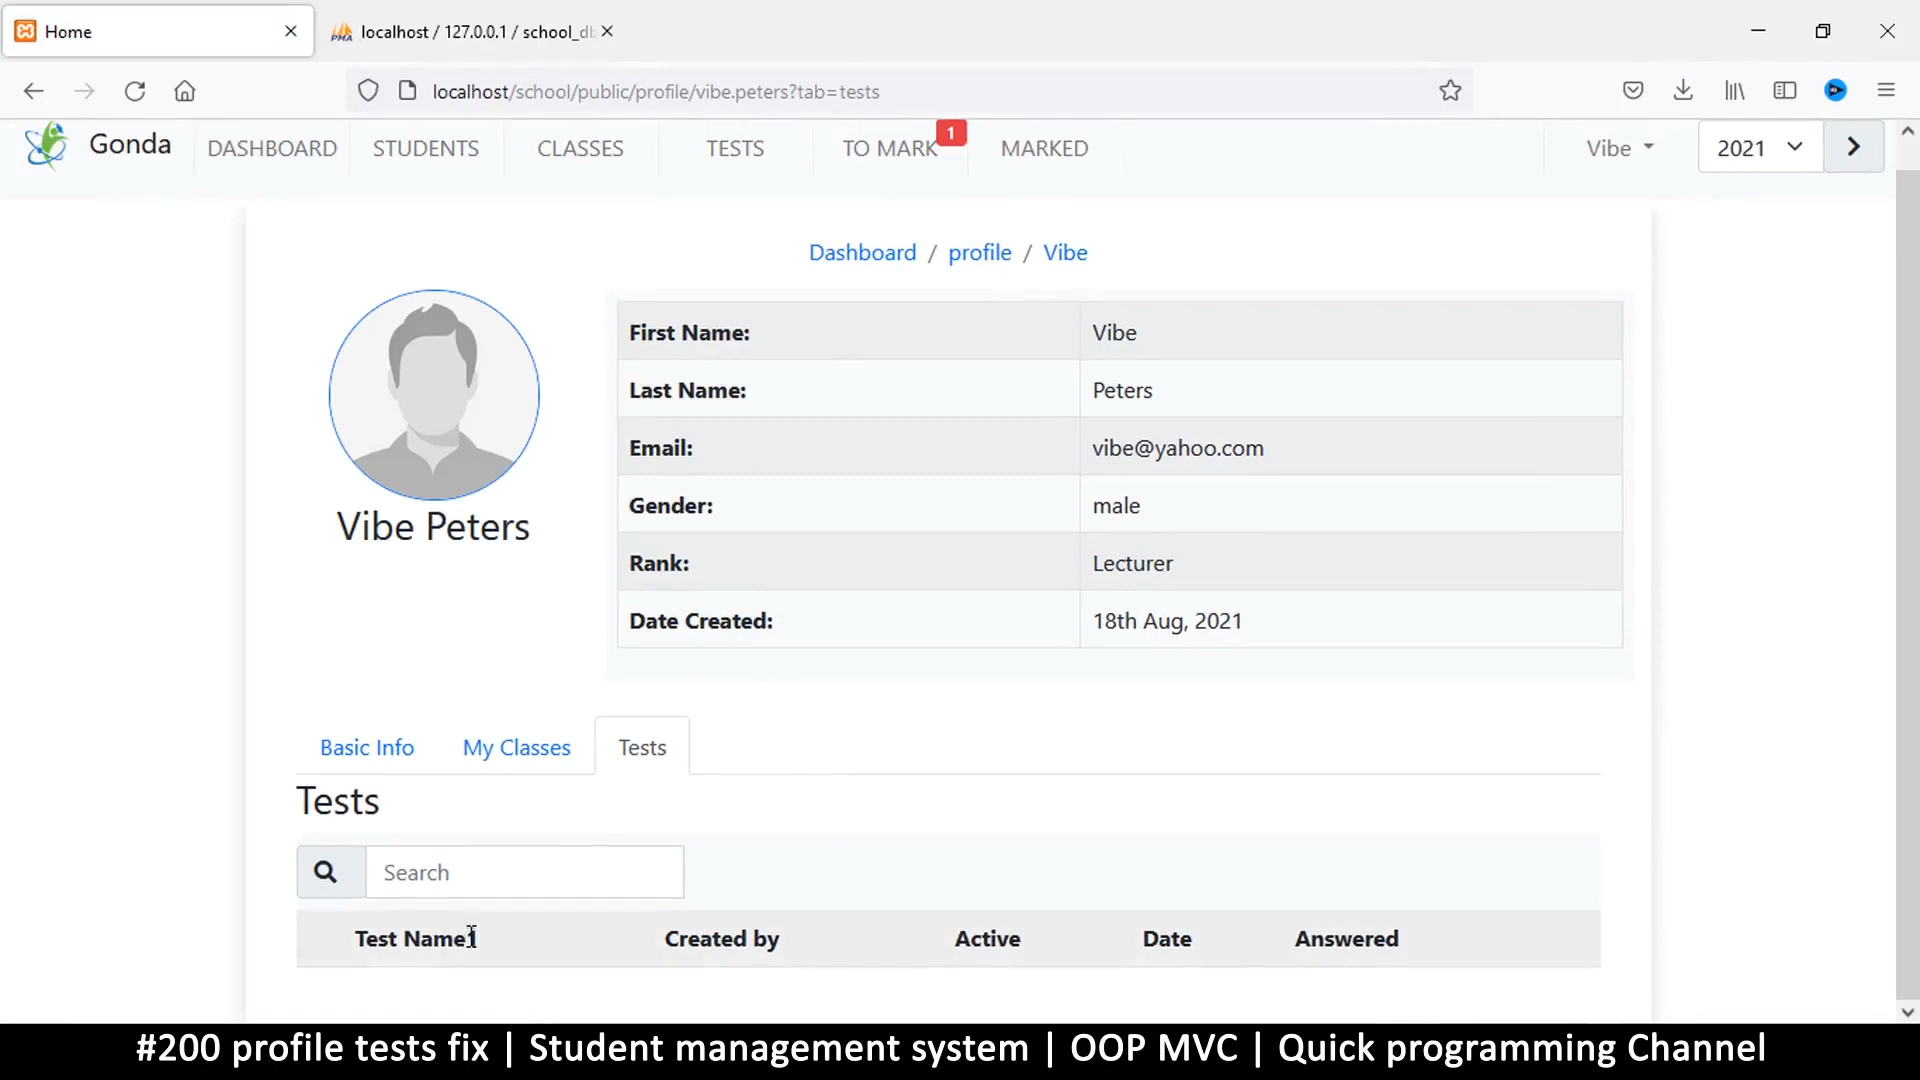 Home
PMA localhost / 127.0.0.1 / school_db
localhost/school/public/profile/vibe.peters?tab=tests
Gonda DASHBOARD STUDENTS CLASSES TESTS TO MARK 1 MARKED Vibe 2021
Dashboard / profile / Vibe
First Name: Vibe
Last Name: Peters
Email: vibe@yahoo.com
Gender: male
Rank: Lecturer
Date Created: 18th Aug, 2021
Vibe Peters
Basic Info My Classes Tests
Tests
Search
Test Name1 Created by Active Date Answered
#200 profile tests fix | Student management system | OOP MVC | Quick programming Channel